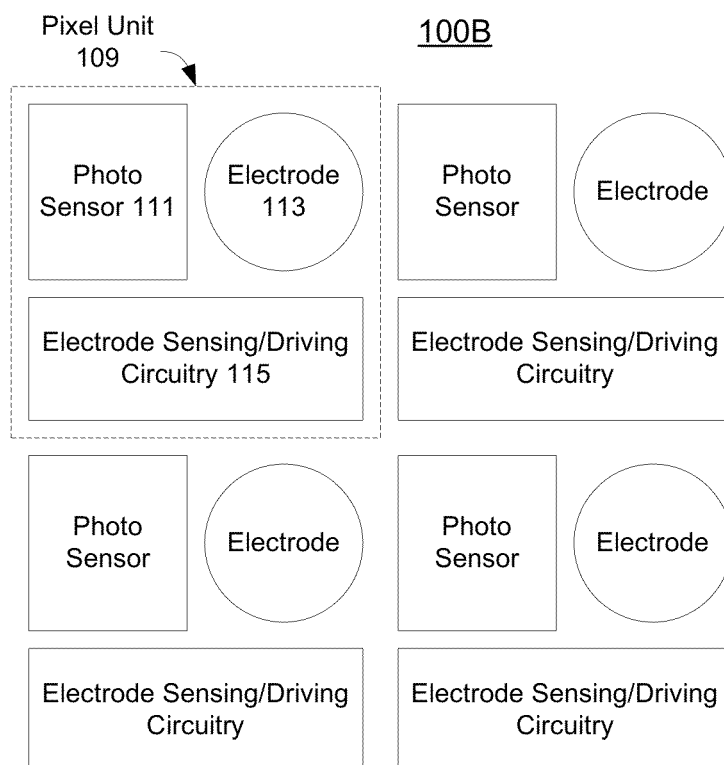 Pixel Unit
109
100B
Photo
Sensor 111
Electrode
113
Photo
Sensor
Electrode
Electrode Sensing/Driving
Circuitry 115
Electrode Sensing/Driving
Circuitry
Photo
Sensor
Electrode
Photo
Sensor
Electrode
Electrode Sensing/Driving
Circuitry
Electrode Sensing/Driving
Circuitry